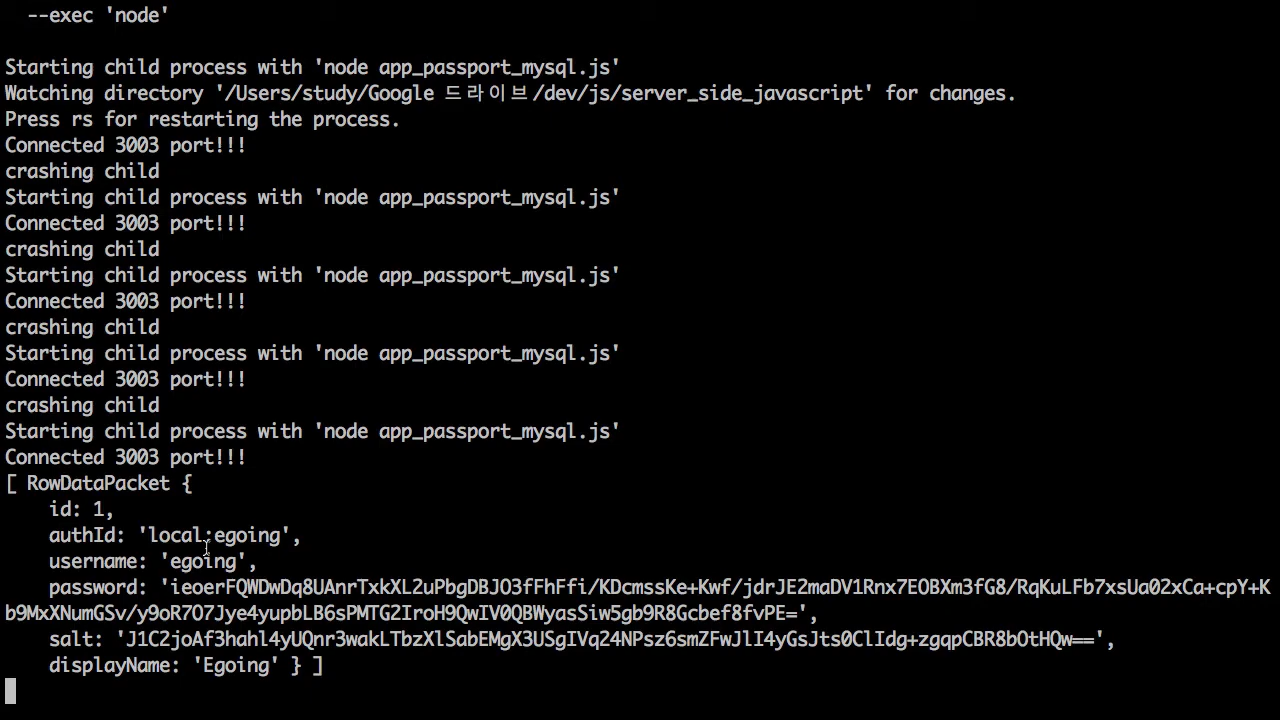 --exec 'node'
Starting child process with 'node app_passport_mysql.js'
Watching directory '/Users/study/Google 드라이브/dev/js/server_side_javascript' for changes.
Press rs for restarting the process.
Connected 3003 port!!!
crashing child
Starting child process with 'node app_passport_mysql.js'
Connected 3003 port!!!
crashing child
Starting child process with 'node app_passport_mysql.js'
Connected 3003 port!!!
crashing child
Starting child process with 'node app_passport_mysql.js'
Connected 3003 port!!!
crashing child
Starting child process with 'node app_passport_mysql.js'
Connected 3003 port!!!
[ RowDataPacket {
id: 1,
authId: 'local:egoing',
username: 'egoing',
password: 'ieoerFQWDwDq8UAnrTxkXL2uPbgDBJO3fFhFfi/KDcmssKe+Kwf/jdrJE2maDV1Rnx7EOBXm3fG8/RqKuLFb7xsUa02xCa+cpY+K
b9MxXNumGSv/y9oR7O7Jye4yupbLB6sPMTG2IroH9QwIV0QBWyasSiw5gb9R8Gcbef8fvPE=',
salt: 'J1C2joAf3hahl4yUQnr3wakLTbzXlSabEMgX3USgIVq24NPsz6smZFwJlI4yGsJts0ClIdg+zgqpCBR8bOtHQw==',
displayName: 'Egoing' } ]